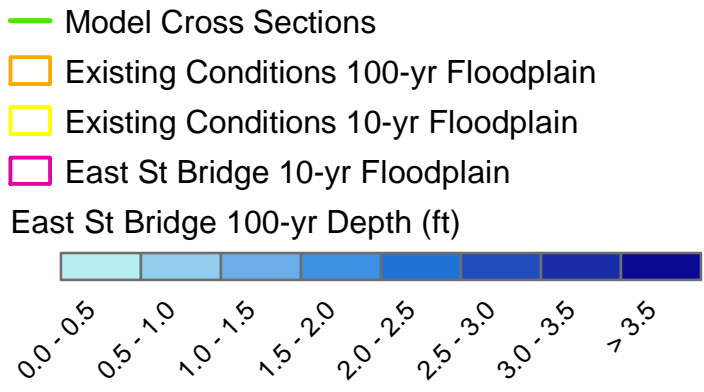 Model Cross Sections
Existing Conditions 100-yr Floodplain
Existing Conditions 10-yr Floodplain
East St Bridge 10-yr Floodplain
East St Bridge 100-yr Depth (ft)
0.0 - 0.5
0.5 - 1.0
1.0 - 1.5
1.5 - 2.0
2.0 - 2.5
2.5 - 3.0
3.0 - 3.5
> 3.5